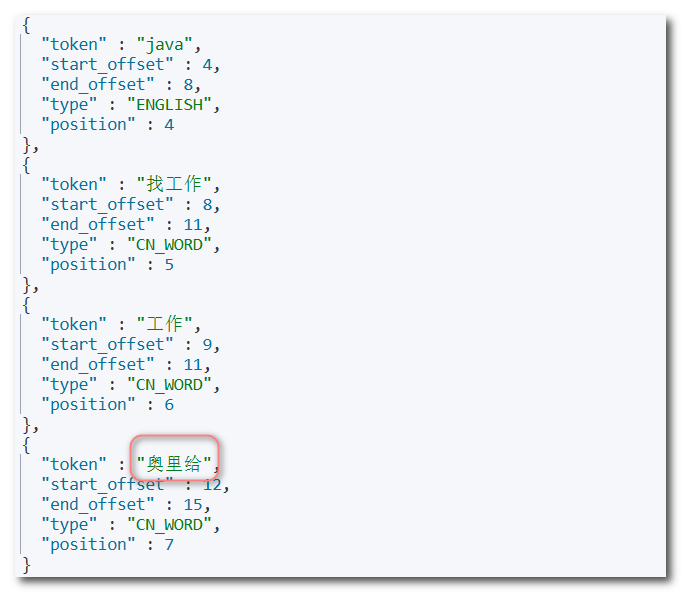 {
"token" : "java",
"start_offset" : 4,
"end_offset" : 8,
"type" : "ENGLISH",
"position" : 4
},
{
"token" : "找工作",
"start_offset" : 8,
"end_offset" : 11,
"type" : "CN_WORD",
"position" : 5
},
{
"token" : "工作",
"start_offset" : 9,
"end_offset" : 11,
"type" : "CN_WORD",
"position" : 6
},
{
"token" : "奥里给",
"start_offset" : 12,
"end_offset" : 15,
"type" : "CN_WORD",
"position" : 7
}